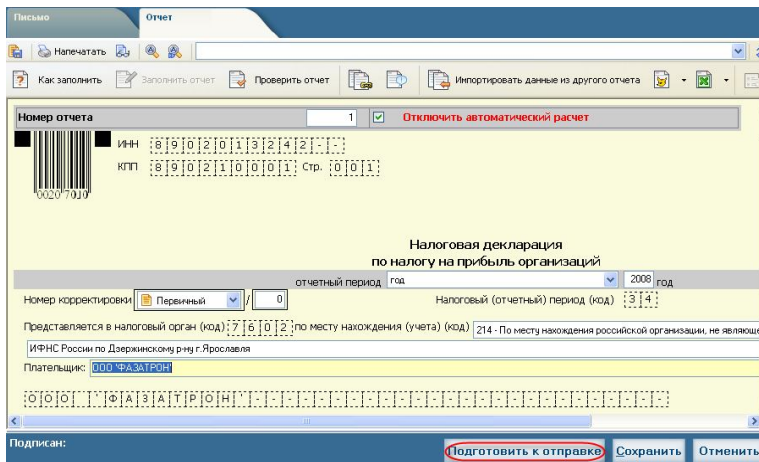 Письмо Отчет
Напечатать
Как заполнить Заполнить отчет Проверить отчет Импортировать данные из другого отчета
Номер отчета 1 Отключить автоматический расчет
ИНН 8902013242--
КПП 890210001 Стр. 001
0020 7010
Налоговая декларация
по налогу на прибыль организаций
отчетный период год 2008 год
Номер корректировки Первичный / 0 Налоговый (отчетный) период (код) 34
Представляется в налоговый орган (код) 7602 по месту нахождения (учета) (код) 214 - По месту нахождения российской организации, не являюще
ИФНС России по Дзержинскому р-ну г.Ярославля
Плательщик: ООО 'ФАЗАТРОН'
ООО 'ФАЗАТРОН'--------------------------
Подписан: Подготовить к отправке Сохранить Отменить